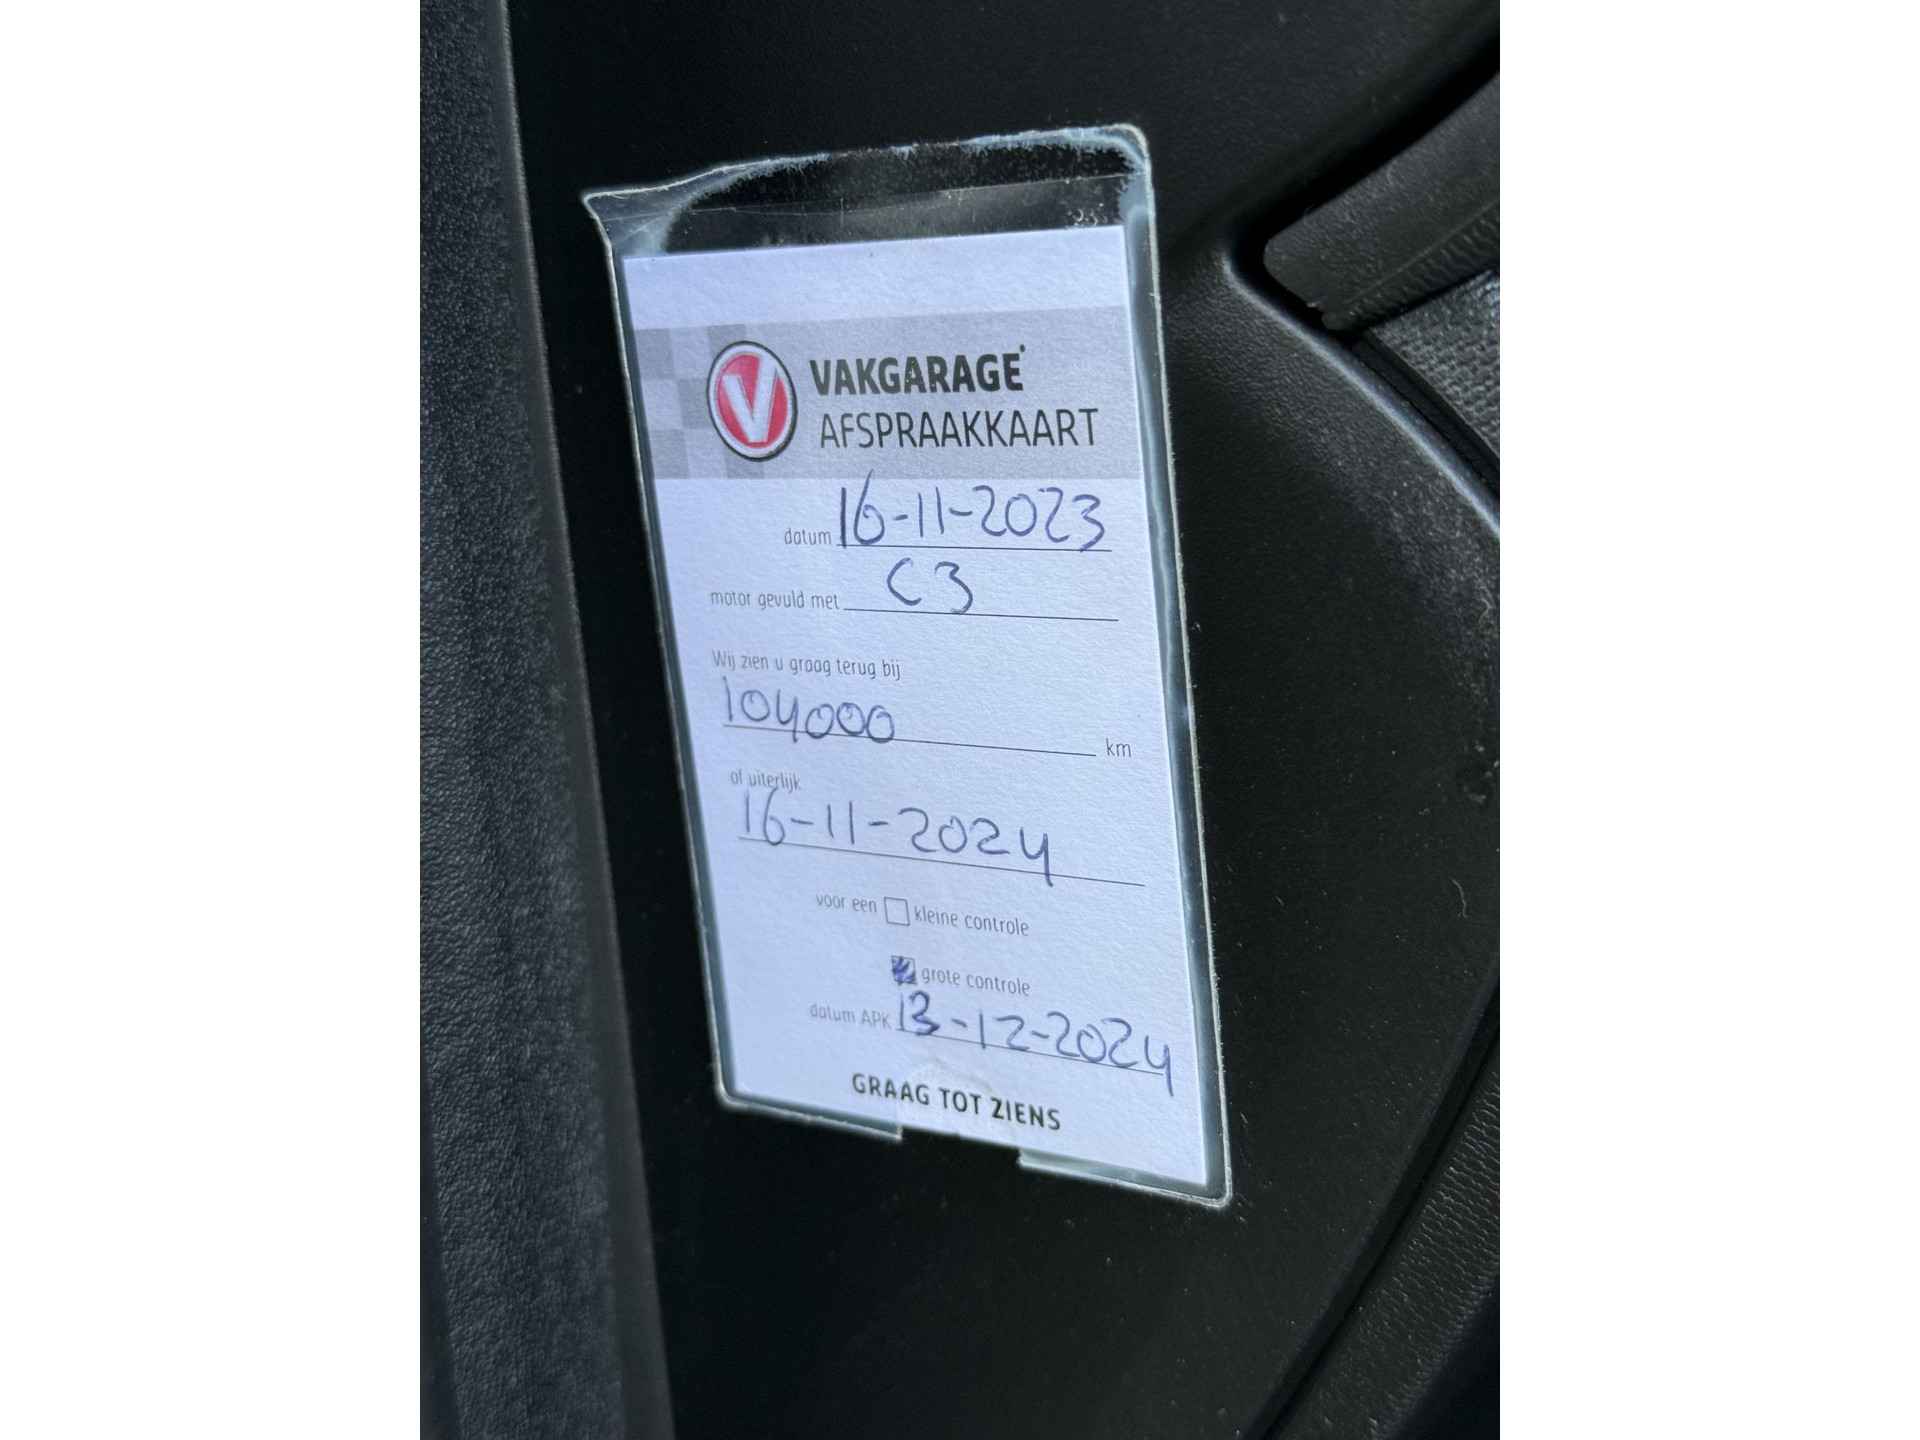 V VAKGARAGE®
AFSPRAAKKAART
datum 16-11-2023
motor gevuld met C3
Wij zien u graag terug bij
104000 km
of uiterlijk
16-11-2024
voor een kleine controle
grote controle
datum APK 13-12-2024
GRAAG TOT ZIENS